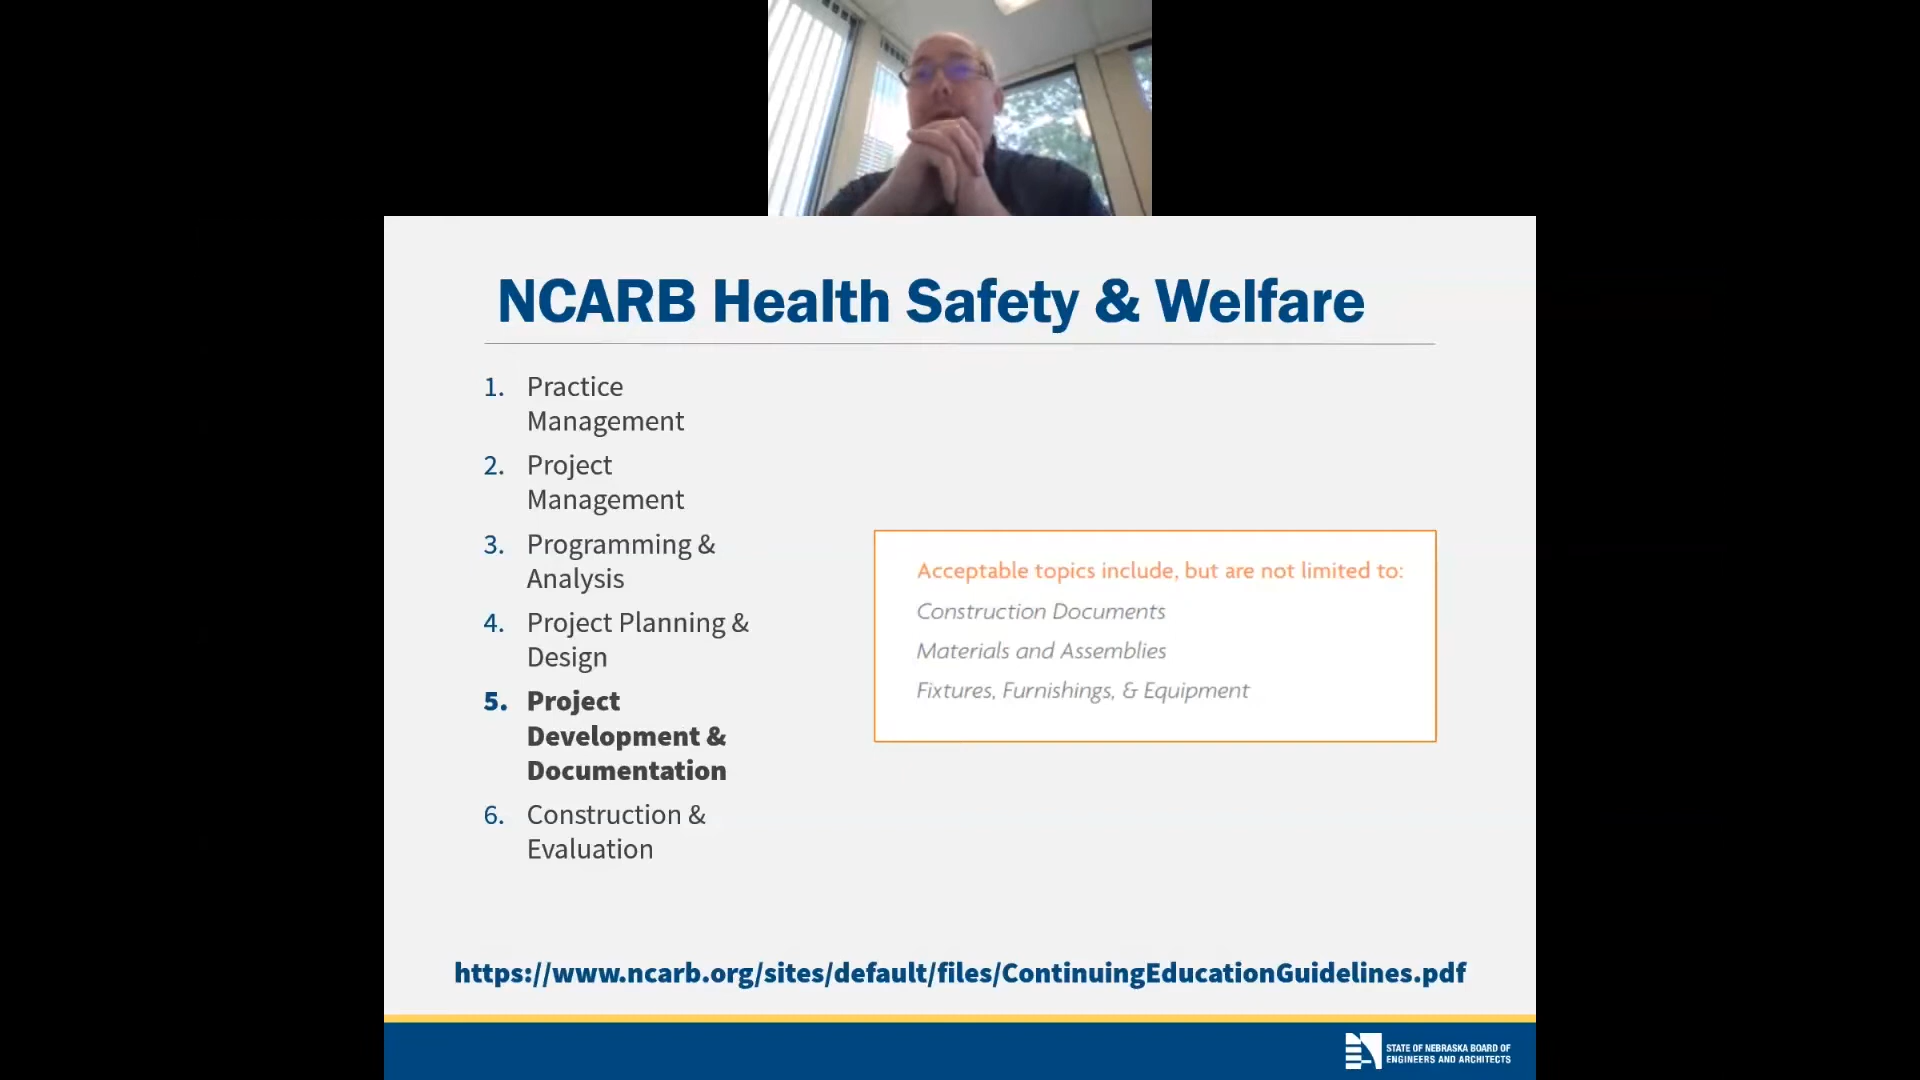 NCARB Health Safety & Welfare
1. Practice
Management
2. Project
Management
3. Programming &
Analysis
4. Project Planning &
Design
5. Project
Development &
Documentation
6. Construction &
Evaluation
Acceptable topics include, but are not limited to:
Construction Documents
Materials and Assemblies
Fixtures, Furnishings, & Equipment
https://www.ncarb.org/sites/default/files/ContinuingEducationGuidelines.pdf
STATE OF NEBRASKA BOARD OF
ENGINEERS AND ARCHITECTS